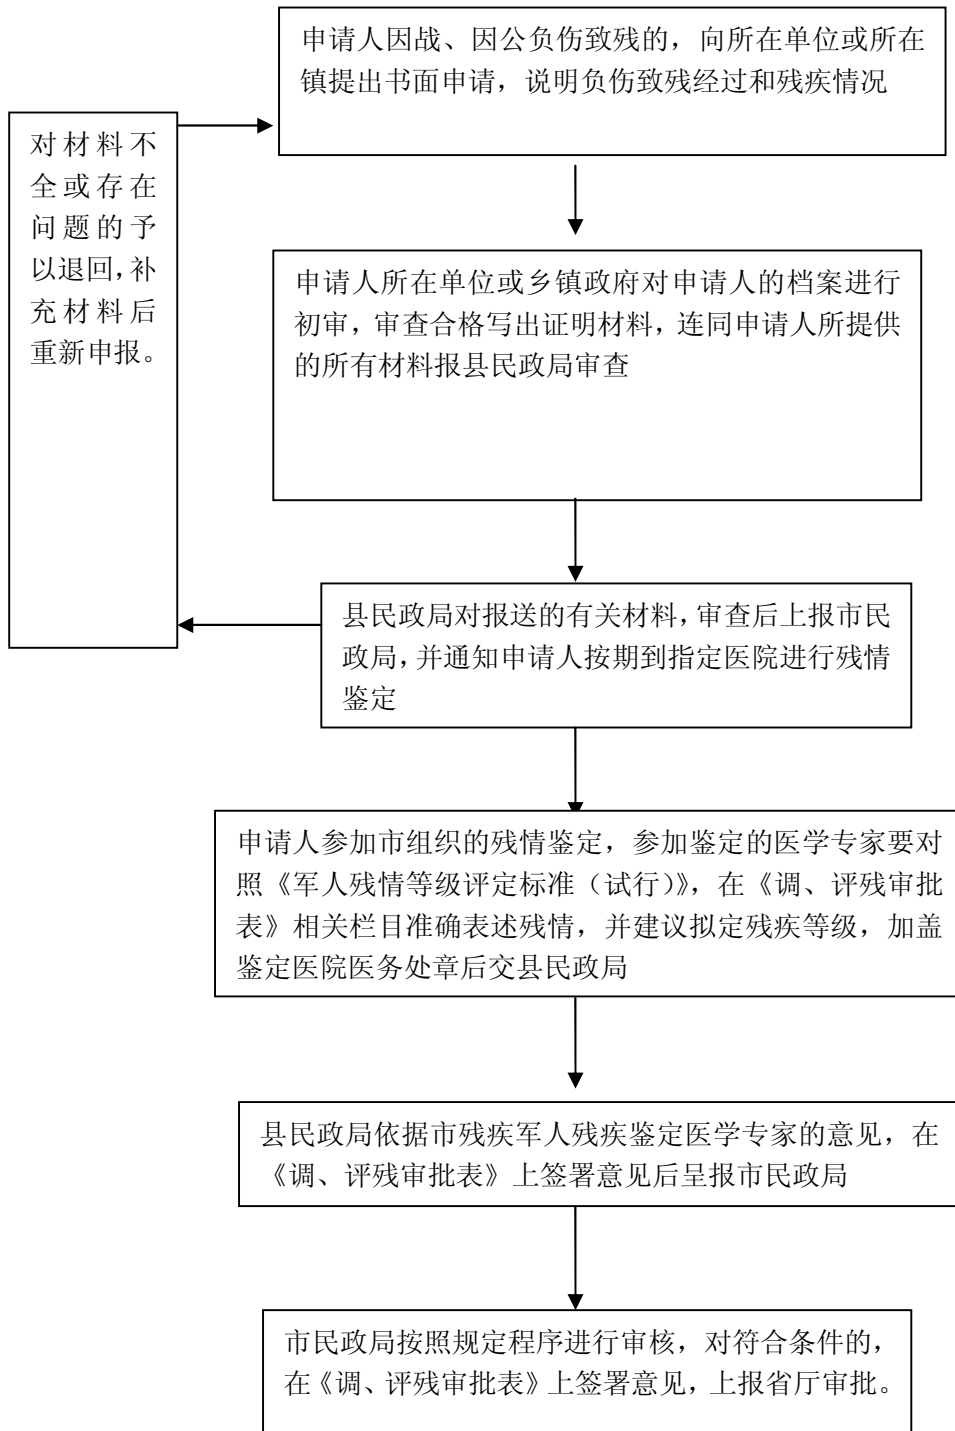 申请人因战、因公负伤致残的，向所在单位或所在
镇提出书面申请，说明负伤致残经过和残疾情况
对材料不
全或存在
问题的予
以退回，补
充材料后
重新申报。
申请人所在单位或乡镇政府对申请人的档案进行
初审，审查合格写出证明材料，连同申请人所提供
的所有材料报县民政局审查
县民政局对报送的有关材料，审查后上报市民
政局，并通知申请人按期到指定医院进行残情
鉴定
申请人参加市组织的残情鉴定，参加鉴定的医学专家要对
照《军人残情等级评定标准（试行）》，在《调、评残审批
表》相关栏目准确表述残情，并建议拟定残疾等级，加盖
鉴定医院医务处章后交县民政局
县民政局依据市残疾军人残疾鉴定医学专家的意见，在
《调、评残审批表》上签署意见后呈报市民政局
市民政局按照规定程序进行审核，对符合条件的，
在《调、评残审批表》上签署意见，上报省厅审批。